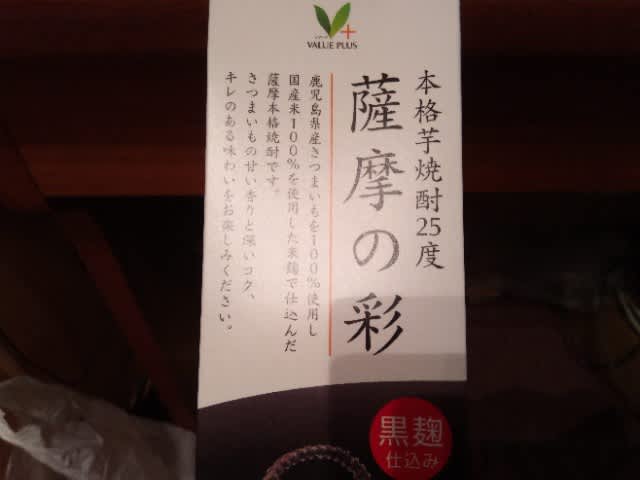 VALUE PLUS
本格芋焼酎25度
薩摩の彩
鹿児島県産さつまいもを100%使用し
国産米100%を使用した米麹で仕込んだ
薩摩本格焼酎です。
さつまいもの甘い香りと深いコク、
キレのある味わいをお楽しみください。
黒麹
仕込み